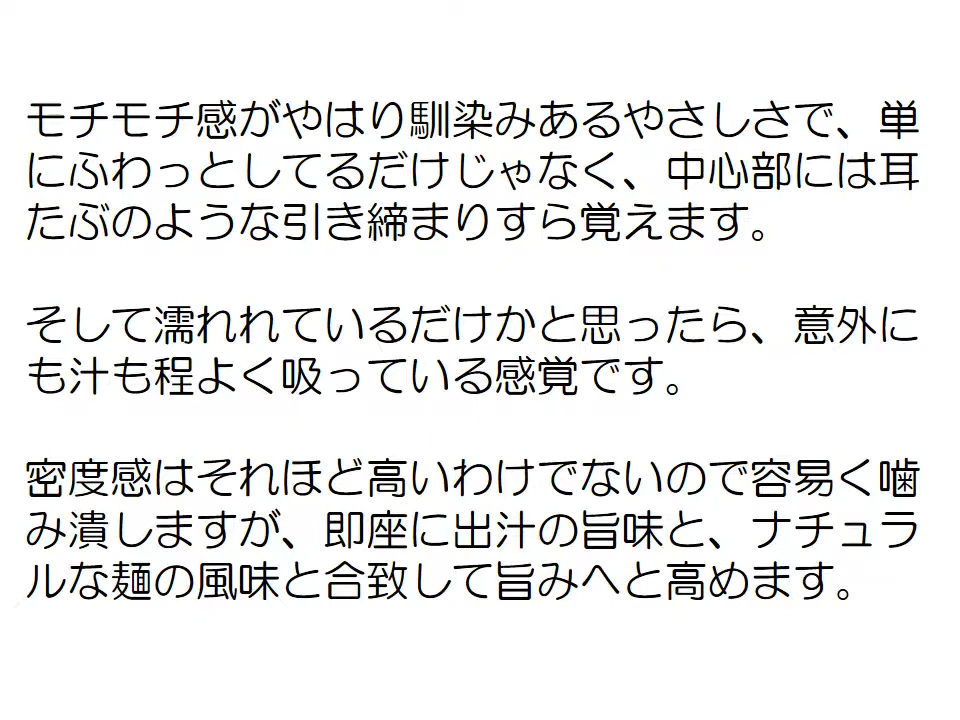 モチモチ感がやはり馴染みあるやさしさで、単
にふわっとしてるだけじゃなく、中心部には耳
たぶのような引き締まりすら覚えます。
そして濡れれているだけかと思ったら、意外に
も汁も程よく吸っている感覚です。
密度感はそれほど高いわけでないので容易く噛
み潰しますが、即座に出汁の旨味と、ナチュラ
ルな麺の風味と合致して旨みへと高めます。